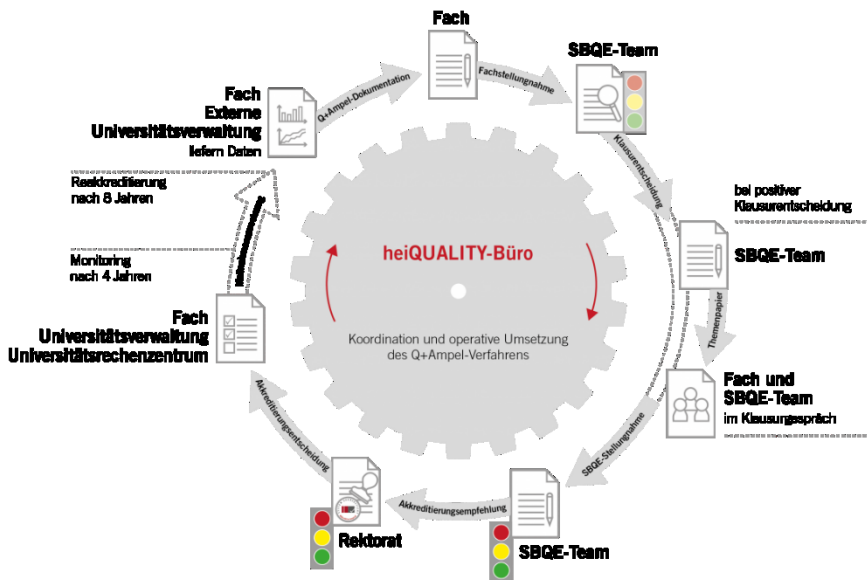 Fach
Fachstellungnahme
SBQE-Team
Klausurentscheidung
bei positiver
Klausurentscheidung
SBQE-Team
Themenpapier
Fach und
SBQE-Team
im Klausurgespräch
SBQE-Stellungnahme
SBQE-Team
Akkreditierungsempfehlung
Rektorat
Akkreditierungsentscheidung
Fach
Universitätsverwaltung
Universitätsrechenzentrum
Monitoring
nach 4 Jahren
Reakkreditierung
nach 8 Jahren
Fach
Externe
Universitätsverwaltung
liefern Daten
Q+Ampel-Dokumentation
heiQUALITY-Büro
Koordination und operative Umsetzung
des Q+Ampel-Verfahrens